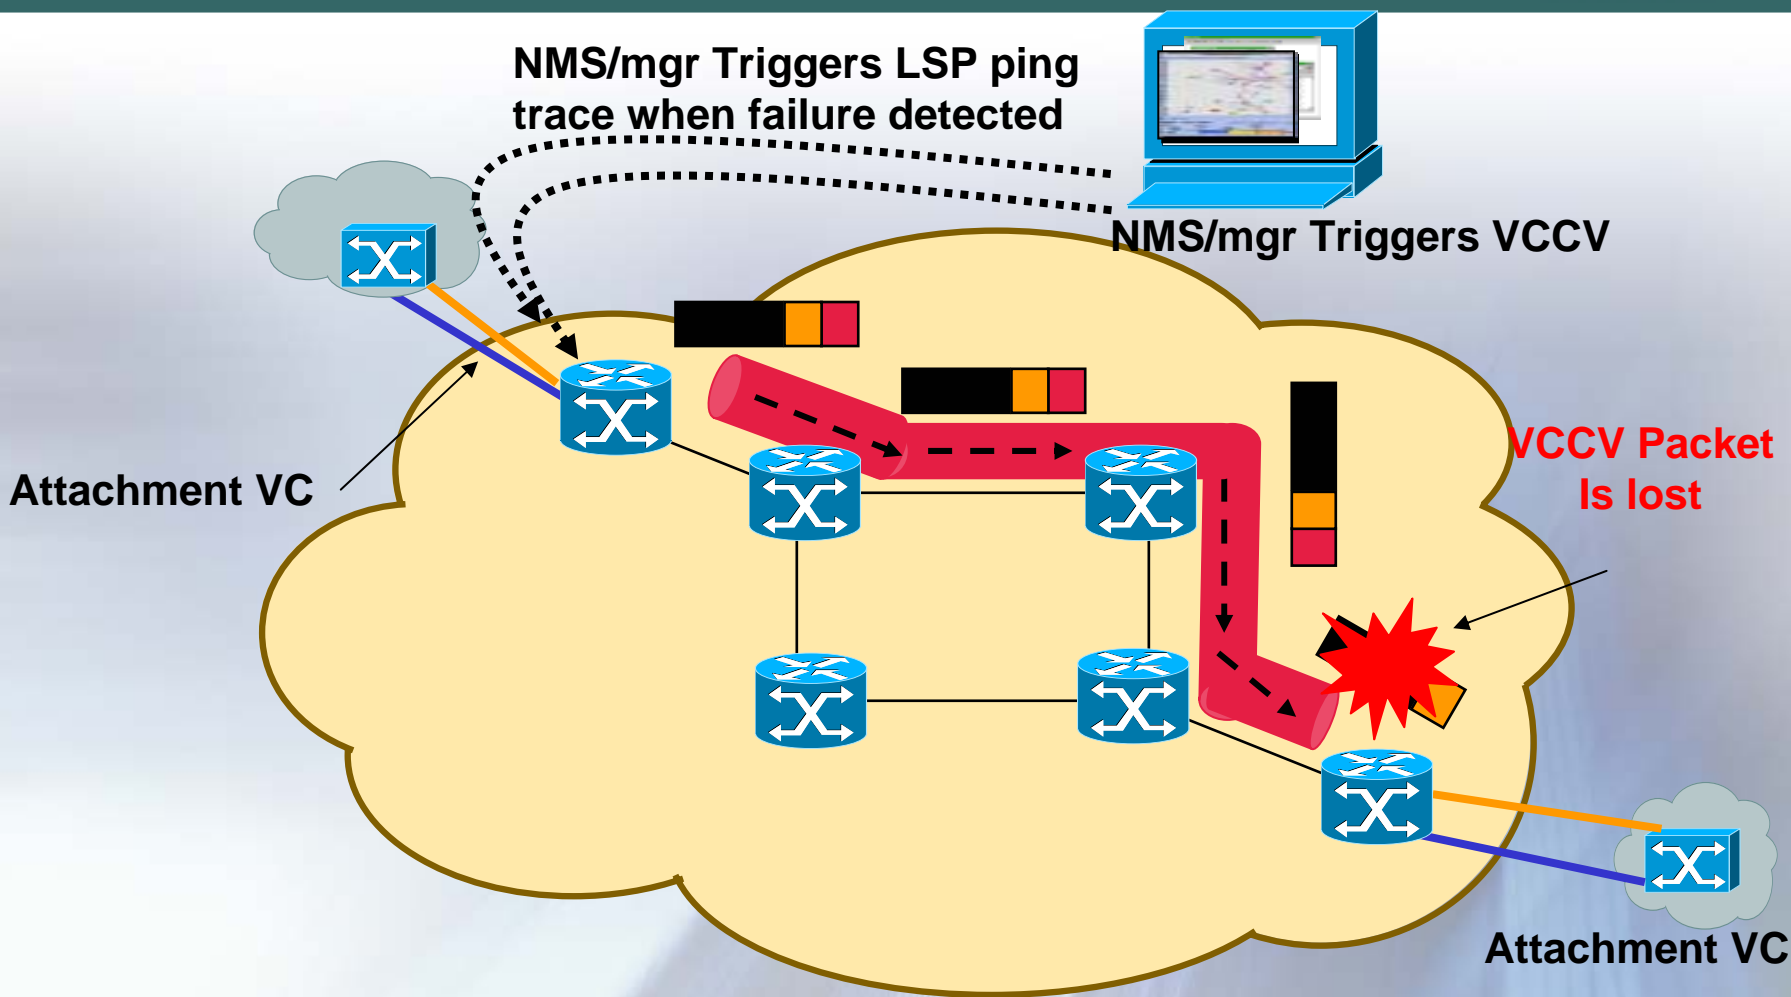 NMS/mgr Triggers LSP ping
trace when failure detected
NMS/mgr Triggers VCCV
VCCV Packet
Is lost
Attachment VC
Attachment VC